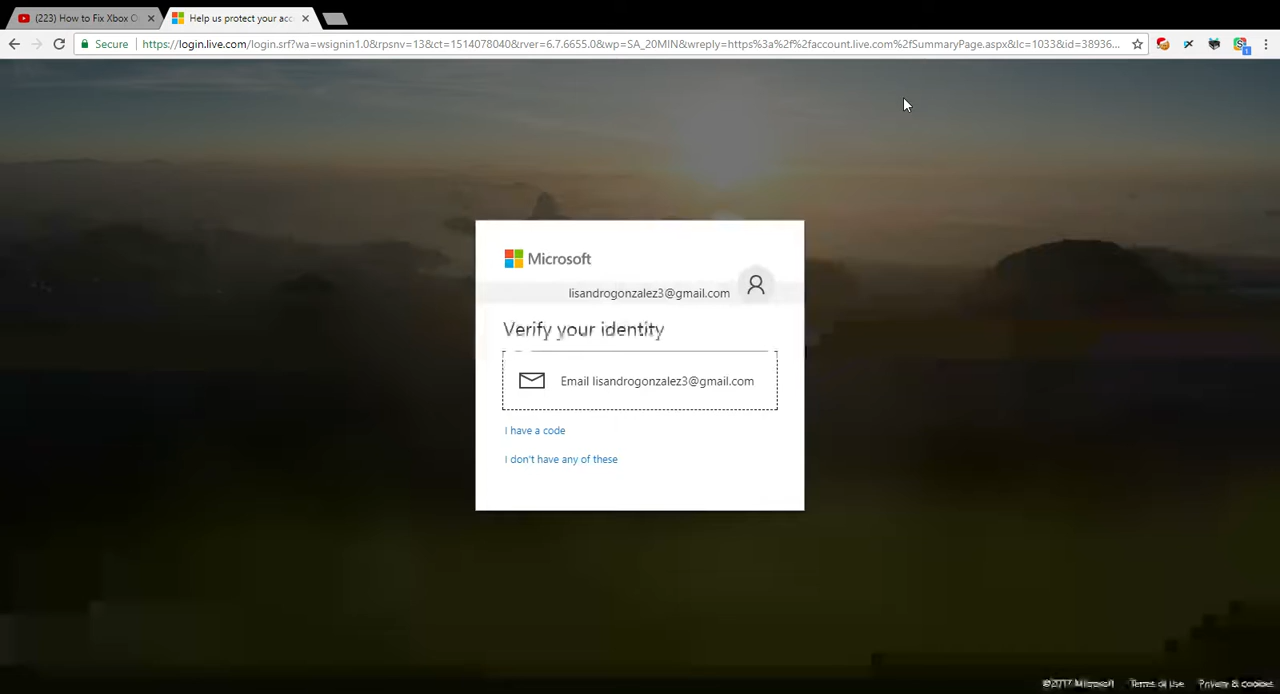 (223) How to Fix Xbox O
Help us protect your acc
Secure
https://login.live.com/login.srf?wa=wsignin1.0&rpsnv=13&ct=1514078040&rver=6.7.6655.0&wp=SA_20MIN&wreply=https%3a%2f%2faccount.live.com%2fSummaryPage.aspx&lc=1033&id=38936...
1
Microsoft
lisandrogonzalez3@gmail.com
Verify your identity
Email lisandrogonzalez3@gmail.com
I have a code
I don't have any of these
©2017 Microsoft Terms of Use Privacy & cookies